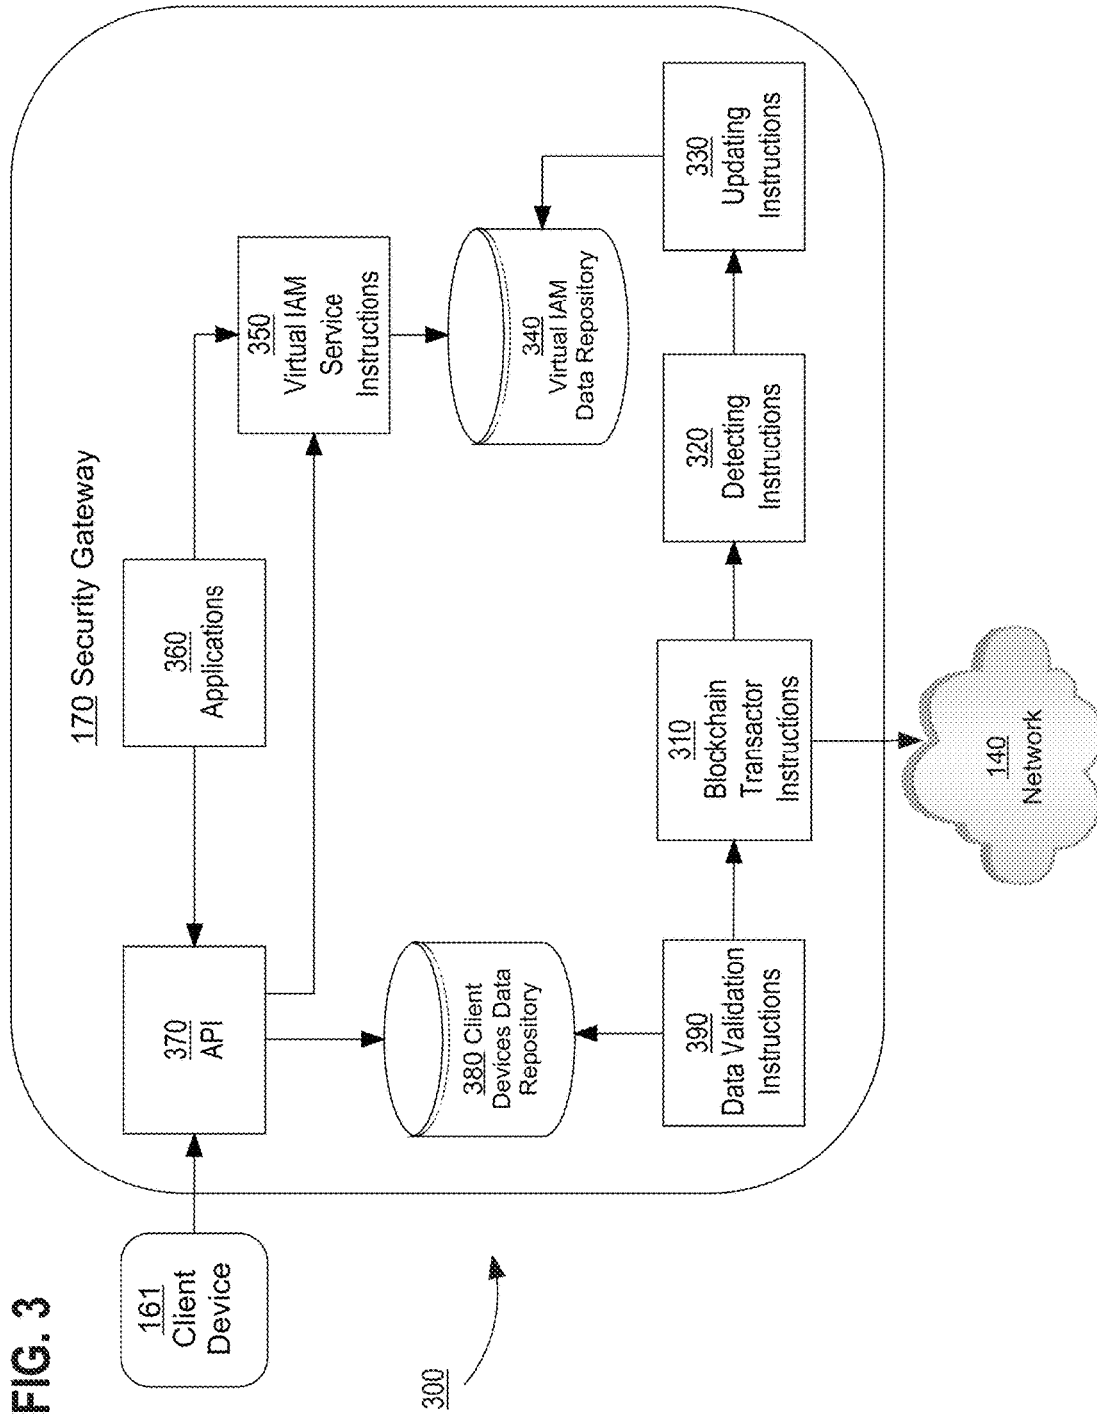 FIG. 3
170 Security Gateway
161
Client
Device
370
API
360
Applications
350
Virtual IAM
Service
Instructions
380 Client
Devices Data
Repository
340
Virtual IAM
Data Repository
390
Data Validation
Instructions
310
Blockchain
Transactor
Instructions
320
Detecting
Instructions
330
Updating
Instructions
300
140
Network